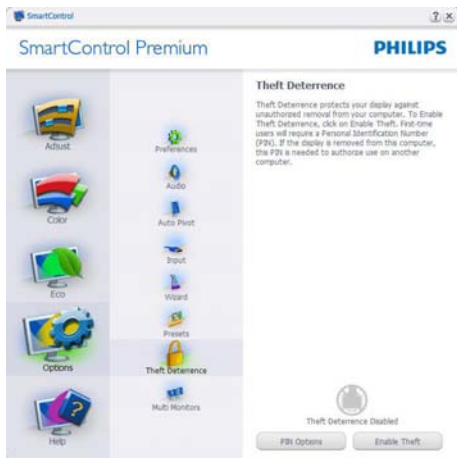 SmartControl
SmartControl Premium
PHILIPS
Adjust
Color
Eco
Options
Help
Preferences
Audio
Auto Pivot
Input
Wizard
Presets
Theft Deterrence
Multi Monitors
Theft Deterrence
Theft Deterrence protects your display against
unauthorized removal from your computer. To Enable
Theft Deterrence, click on Enable Theft. First-time
users will require a Personal Identification Number
(PIN). If the display is removed from this computer,
this PIN is needed to authorize use on another
computer.
Theft Deterrence Disabled
PIN Options
Enable Theft